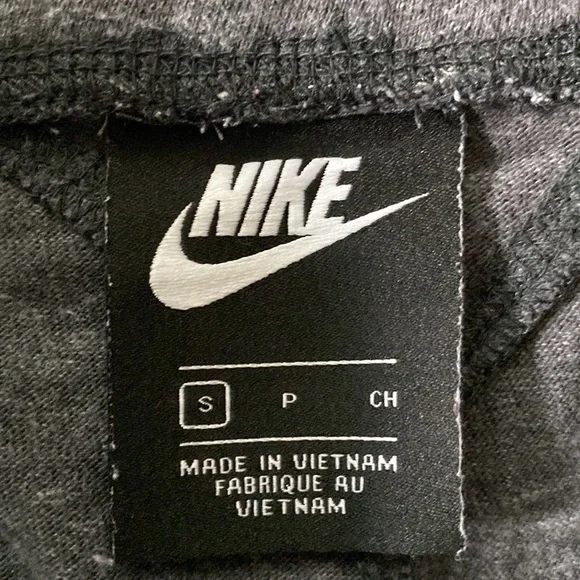 NIKE
S P CH
MADE IN VIETNAM
FABRIQUE AU
VIETNAM